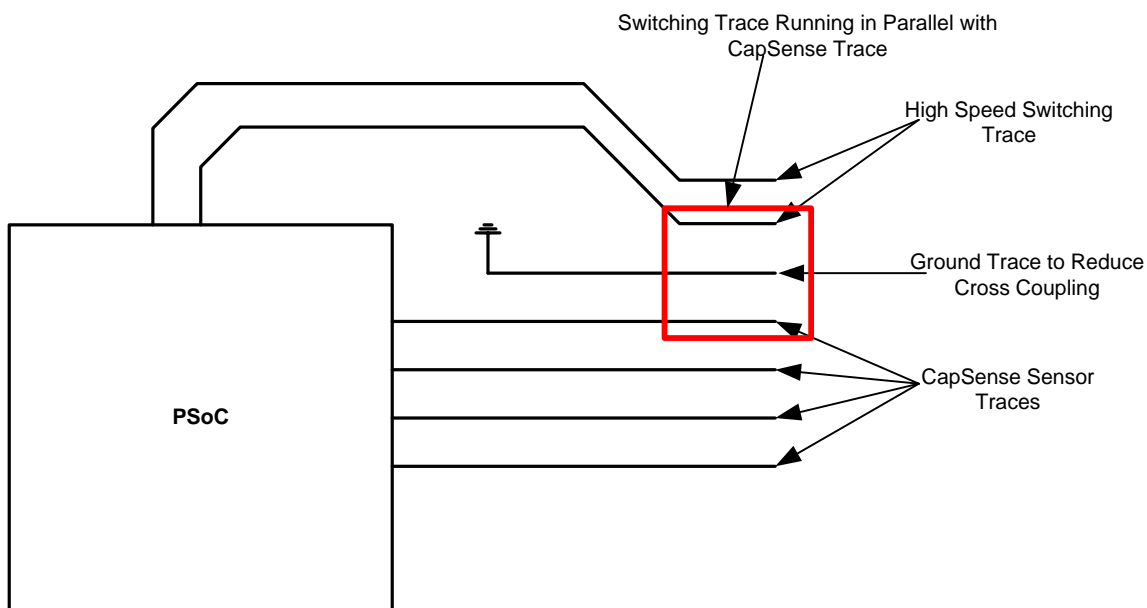 Switching Trace Running in Parallel with
CapSense Trace
High Speed Switching
Trace
Ground Trace to Reduce
Cross Coupling
CapSense Sensor
Traces
PSoC